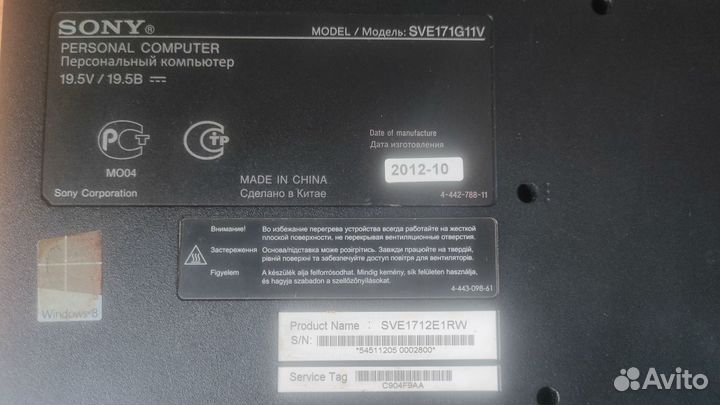 SONY®
MODEL / Модель: SVE171G11V
PERSONAL COMPUTER
Персональный компьютер
19.5V / 19.5В
PCT
MO04
Sony Corporation
MADE IN CHINA
Сделано в Китае
Date of manufacture
Дата изготовления
2012-10
4-442-788-11
Внимание! Во избежание перегрева устройства всегда работайте на жесткой
плоской поверхности, не перекрывая вентиляционные отверстия.
Застереження Основа/підставка може розігрітись. Завжди працюйте на твердій,
рівній поверхні та забезпечуйте доступ повітря для вентиляторів.
Figyelem A készülék alja felforrósodhat. Mindig kemény, sík felületen használja,
és hagyja szabadon a szellőzőnyílásokat.
4-443-098-61
Windows 8
Product Name : SVE1712E1RW
S/N:
*54511205 0002800*
Service Tag
C904F9AA
Avito